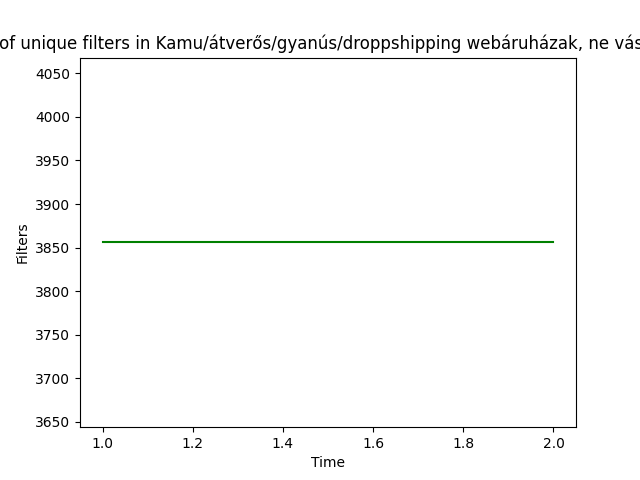 of unique filters in Kamu/átverős/gyanús/droppshipping webáruházak, ne vás
4050
4000
3950
3900
3850
3800
3750
3700
3650
Filters
1.0 1.2 1.4 1.6 1.8 2.0
Time